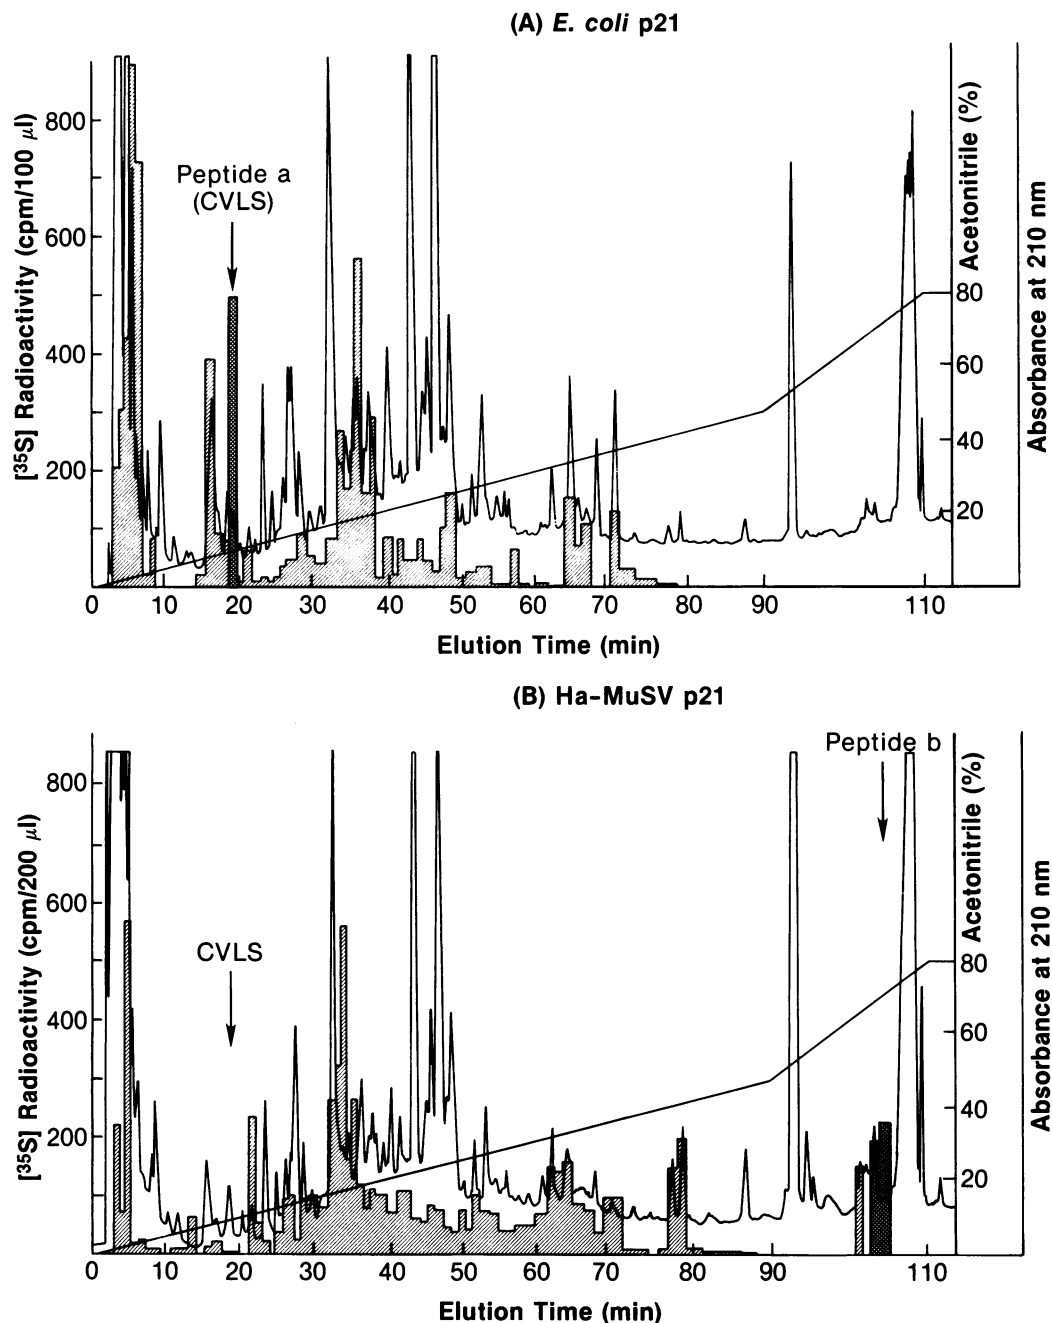 (A) E. coli p21
[35S] Radioactivity (cpm/100 µl)
800
600
400
200
Peptide a
(CVLS)
Acetonitrile (%)
80
60
40
20
Absorbance at 210 nm
0 10 20 30 40 50 60 70 80 90 110
Elution Time (min)
(B) Ha-MuSV p21
[35S] Radioactivity (cpm/200 µl)
800
600
400
200
CVLS
Peptide b
Acetonitrile (%)
80
60
40
20
Absorbance at 210 nm
0 10 20 30 40 50 60 70 80 90 110
Elution Time (min)